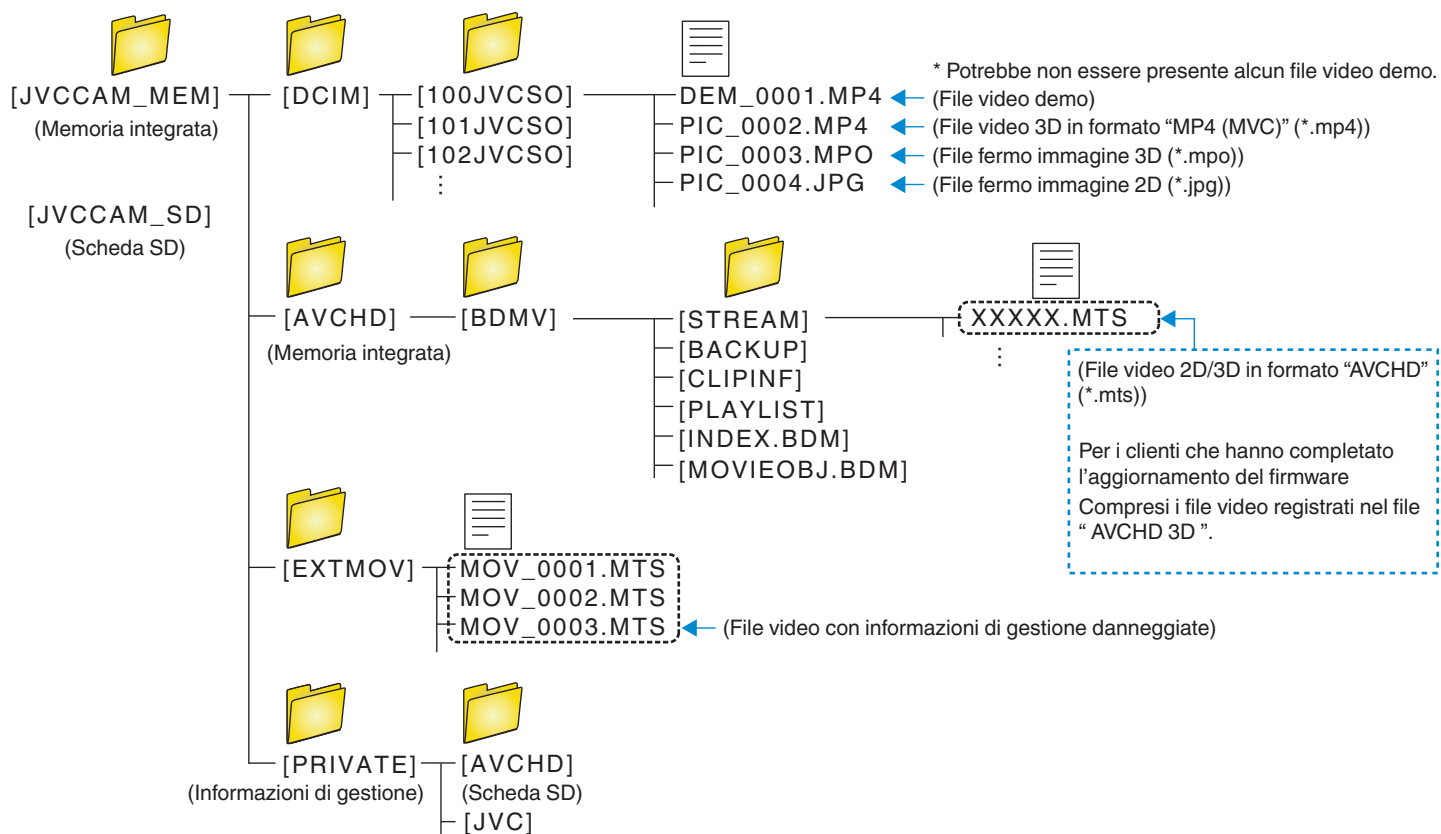 * Potrebbe non essere presente alcun file video demo.
[JVCCAM_MEM]
(Memoria integrata)
[JVCCAM_SD]
(Scheda SD)
[DCIM]
[100JVCSO]
[101JVCSO]
[102JVCSO]
DEM_0001.MP4
(File video demo)
PIC_0002.MP4
(File video 3D in formato “MP4 (MVC)” (*.mp4))
PIC_0003.MPO
(File fermo immagine 3D (*.mpo))
PIC_0004.JPG
(File fermo immagine 2D (*.jpg))
[AVCHD]
(Memoria integrata)
[BDMV]
[STREAM]
[BACKUP]
[CLIPINF]
[PLAYLIST]
[INDEX.BDM]
[MOVIEOBJ.BDM]
XXXXX.MTS
(File video 2D/3D in formato “AVCHD”
(*.mts))
Per i clienti che hanno completato
l’aggiornamento del firmware
Compresi i file video registrati nel file
“ AVCHD 3D ”.
[EXTMOV]
MOV_0001.MTS
MOV_0002.MTS
MOV_0003.MTS
(File video con informazioni di gestione danneggiate)
[PRIVATE]
(Informazioni di gestione)
[AVCHD]
(Scheda SD)
[JVC]